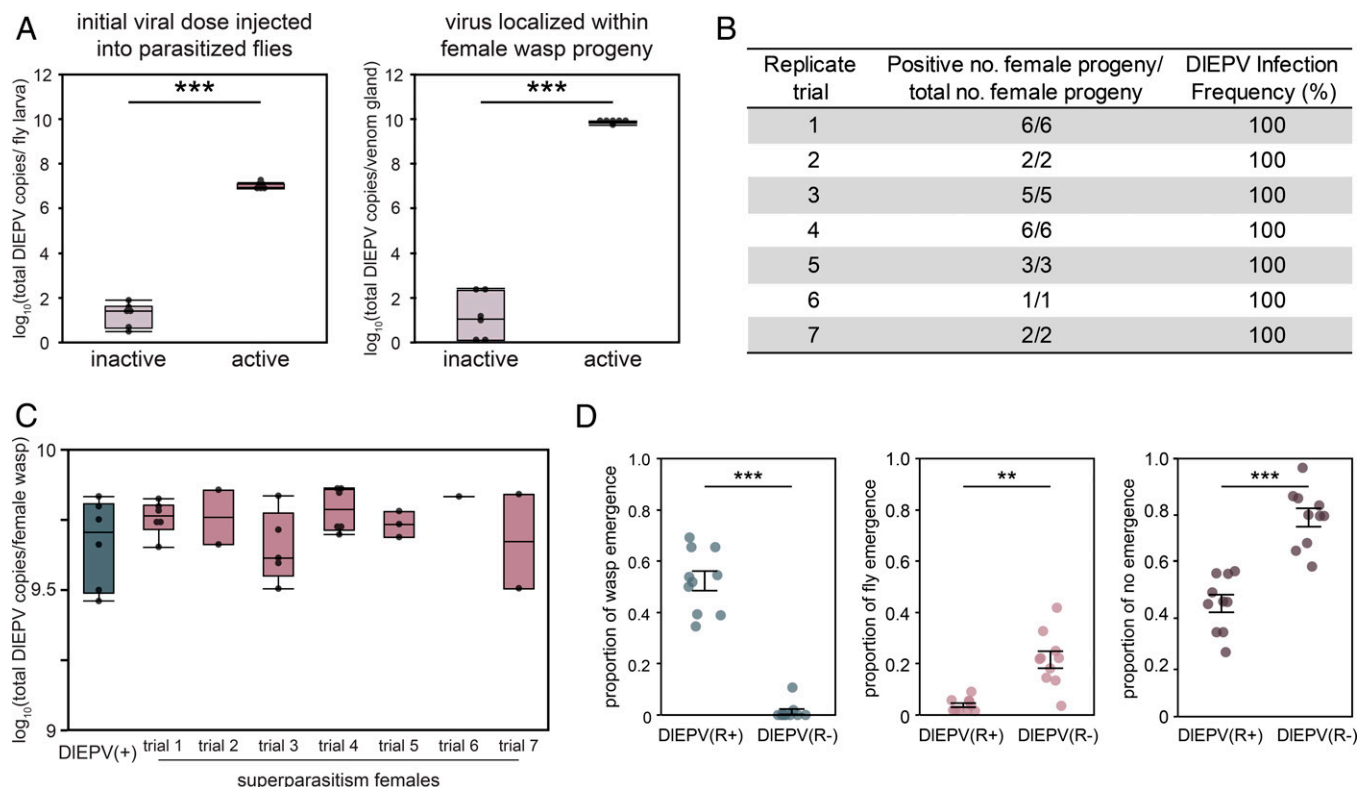 A
initial viral dose injected
into parasitized flies
***
log₁₀(total DIEPV copies/ fly larva)
12
10
8
6
4
2
0
inactive
active
virus localized within
female wasp progeny
***
log₁₀(total DIEPV copies/venom gland)
12
10
8
6
4
2
0
inactive
active
B
Replicate trial
Positive no. female progeny/ total no. female progeny
DIEPV Infection Frequency (%)
1 6/6 100
2 2/2 100
3 5/5 100
4 6/6 100
5 3/3 100
6 1/1 100
7 2/2 100
C
log₁₀(total DIEPV copies/female wasp)
10
9.5
9
DIEPV(+)
trial 1 trial 2 trial 3 trial 4 trial 5 trial 6 trial 7
superparasitism females
D
proportion of wasp emergence
1.0
0.8
0.6
0.4
0.2
0
***
DIEPV(R+) DIEPV(R-)
proportion of fly emergence
1.0
0.8
0.6
0.4
0.2
0
**
DIEPV(R+) DIEPV(R-)
proportion of no emergence
1.0
0.8
0.6
0.4
0.2
0
***
DIEPV(R+) DIEPV(R-)